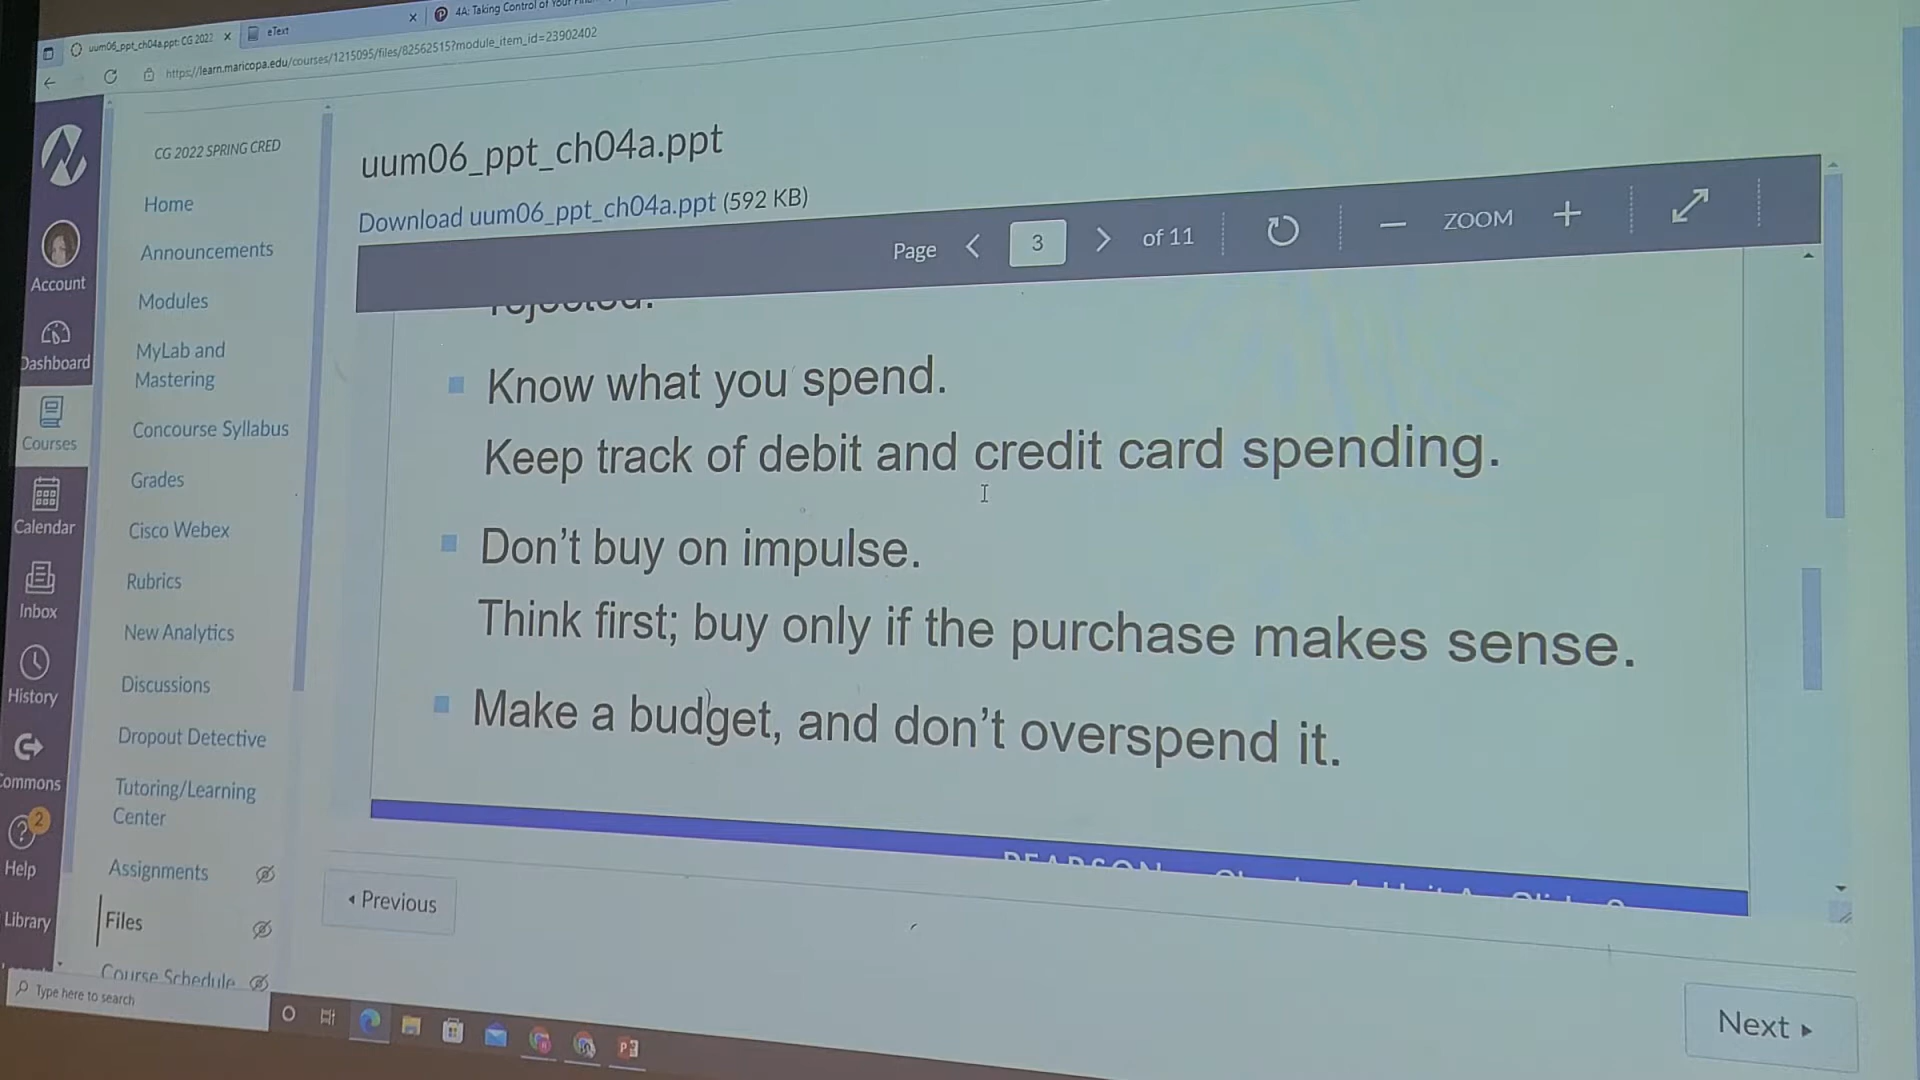 uum06_ppt_ch04a.ppt: CG 2022
eText
4A: Taking Control of Your
https://learn.maricopa.edu/courses/1215095/files/82562515?module_item_id=23902402
CG 2022 SPRING CRED
Home
Announcements
Modules
MyLab and
Mastering
Concourse Syllabus
Grades
Cisco Webex
Rubrics
New Analytics
Discussions
Dropout Detective
Tutoring/Learning
Center
Assignments
Files
Course Schedule
Account
Dashboard
Courses
Calendar
Inbox
History
Commons
2
Help
Library
uum06_ppt_ch04a.ppt
Download uum06_ppt_ch04a.ppt (592 KB)
Page 3 of 11 ZOOM
rejected.
Know what you spend.
Keep track of debit and credit card spending.
Don't buy on impulse.
Think first; buy only if the purchase makes sense.
Make a budget, and don't overspend it.
PEARSON
Previous
Next
Type here to search